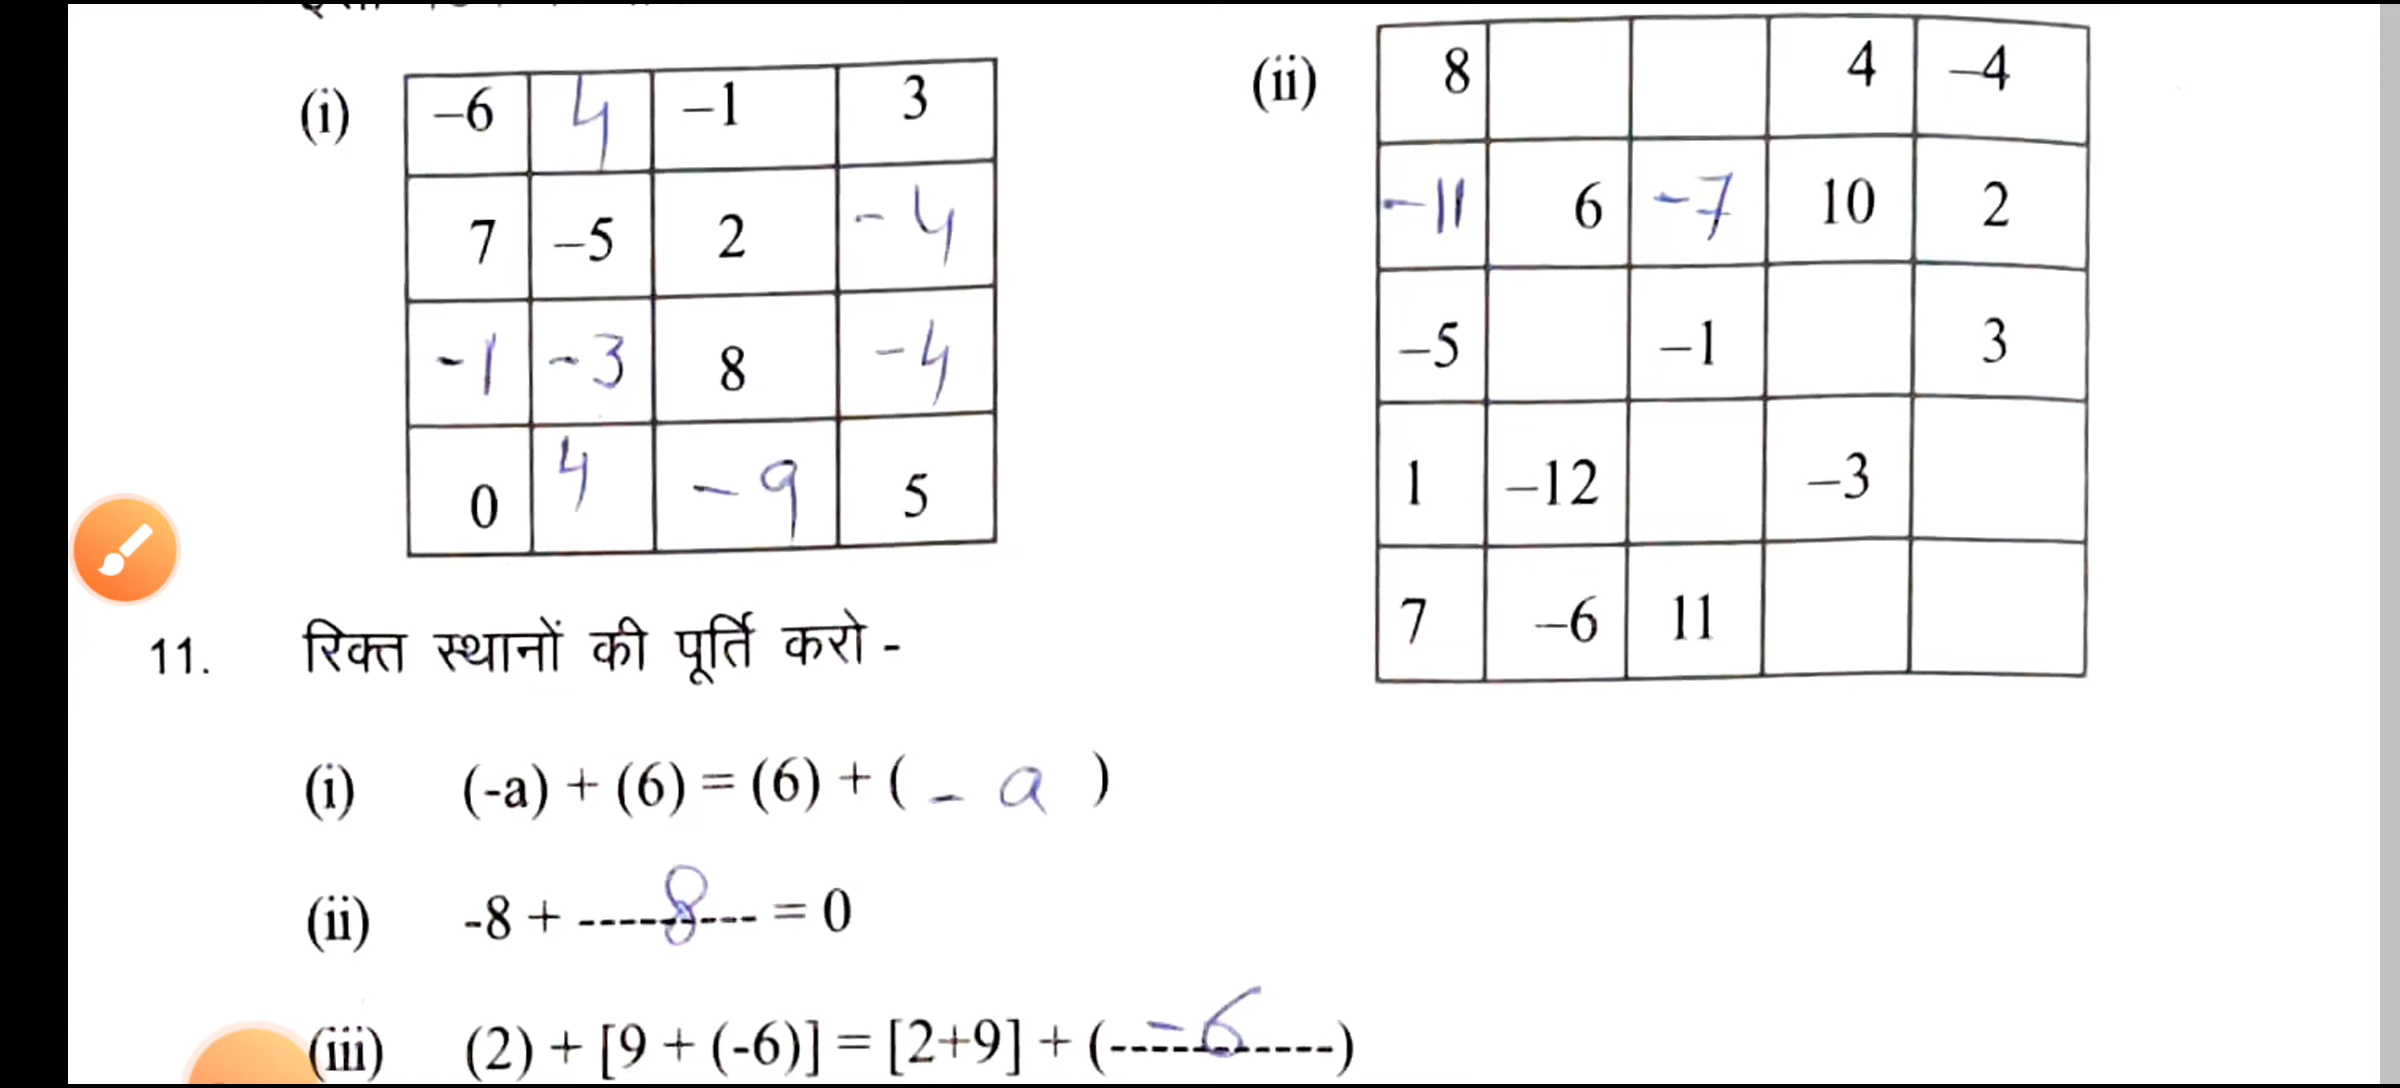 (i)
-6 4 -1 3
7 -5 2 -4
-1 -3 8 -4
0 4 -9 5
(ii)
8 4 -4
-11 6 -7 10 2
-5 -1 3
1 -12 -3
7 -6 11
11. रिक्त स्थानों की पूर्ति करो -
(i) (-a) + (6) = (6) + ( - a )
(ii) -8 + ----8---- = 0
(iii) (2) + [9 + (-6)] = [2+9] + (-----6------)